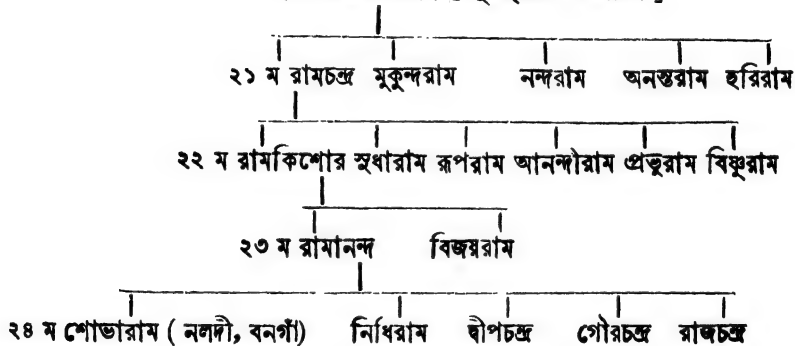 ২১ ম রামচন্দ্র মুকুন্দরাম নন্দরাম অনন্তরাম হরিরাম
২২ ম রামকিশোর সুধারাম রূপরাম আনন্দীরাম প্রভুরাম বিষ্ণুরাম
২৩ ম রামানন্দ বিজয়রাম
২৪ ম শোভারাম ( নলদী, বনগাঁ) নিধিরাম দ্বীপচন্দ্র গৌরচন্দ্র রাজচন্দ্র